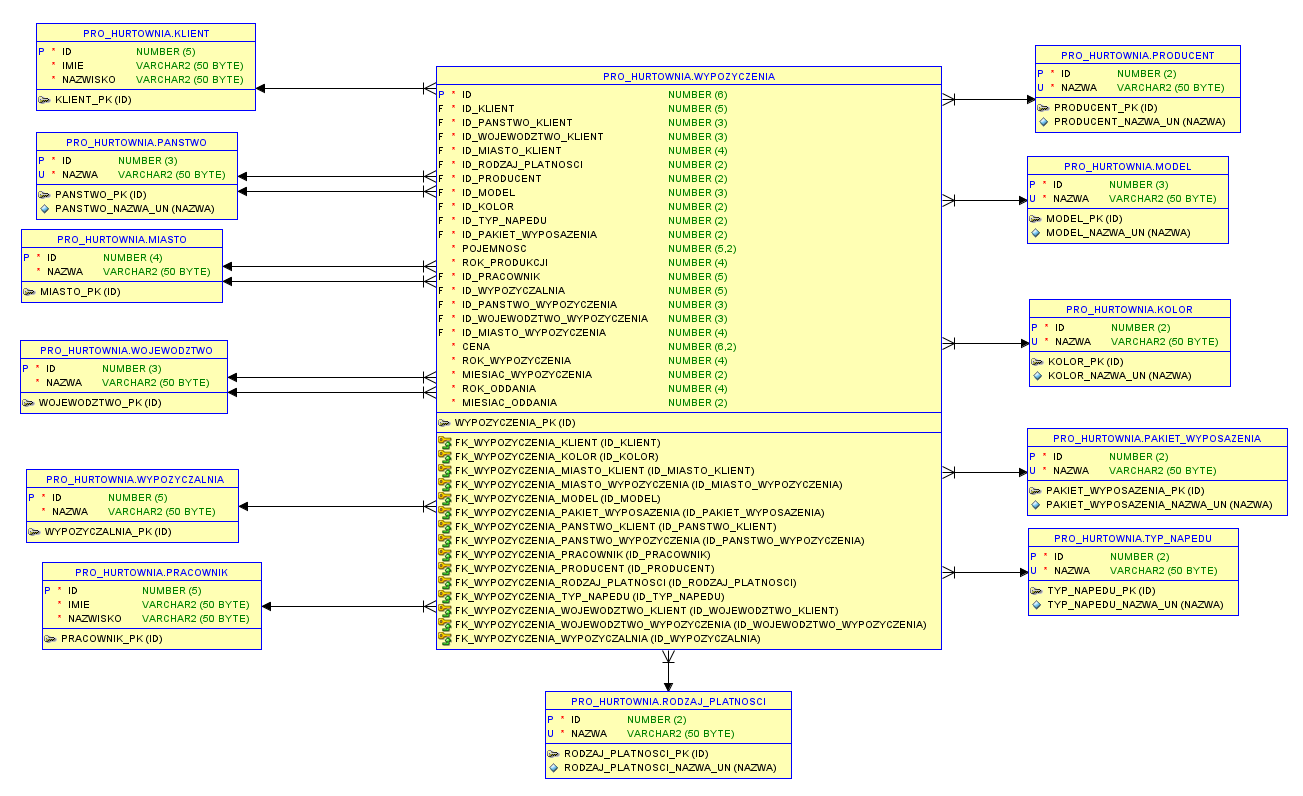 PRO_HURTOWNIA.KLIENT
P * ID NUMBER (5)
* IMIE VARCHAR2 (50 BYTE)
* NAZWISKO VARCHAR2 (50 BYTE)
KLIENT_PK (ID)
PRO_HURTOWNIA.PANSTWO
P * ID NUMBER (3)
U * NAZWA VARCHAR2 (50 BYTE)
PANSTWO_PK (ID)
PANSTWO_NAZWA_UN (NAZWA)
PRO_HURTOWNIA.MIASTO
P * ID NUMBER (4)
* NAZWA VARCHAR2 (50 BYTE)
MIASTO_PK (ID)
PRO_HURTOWNIA.WOJEWODZTWO
P * ID NUMBER (3)
* NAZWA VARCHAR2 (50 BYTE)
WOJEWODZTWO_PK (ID)
PRO_HURTOWNIA.WYPOZYCZALNIA
P * ID NUMBER (5)
* NAZWA VARCHAR2 (50 BYTE)
WYPOZYCZALNIA_PK (ID)
PRO_HURTOWNIA.PRACOWNIK
P * ID NUMBER (5)
* IMIE VARCHAR2 (50 BYTE)
* NAZWISKO VARCHAR2 (50 BYTE)
PRACOWNIK_PK (ID)
PRO_HURTOWNIA.WYPOZYCZENIA
P * ID NUMBER (6)
F * ID_KLIENT NUMBER (5)
F * ID_PANSTWO_KLIENT NUMBER (3)
F * ID_WOJEWODZTWO_KLIENT NUMBER (3)
F * ID_MIASTO_KLIENT NUMBER (4)
F * ID_RODZAJ_PLATNOSCI NUMBER (2)
F * ID_PRODUCENT NUMBER (2)
F * ID_MODEL NUMBER (3)
F * ID_KOLOR NUMBER (2)
F * ID_TYP_NAPEDU NUMBER (2)
F * ID_PAKIET_WYPOSAZENIA NUMBER (2)
* POJEMNOSC NUMBER (5,2)
* ROK_PRODUKCJI NUMBER (4)
F * ID_PRACOWNIK NUMBER (5)
F * ID_WYPOZYCZALNIA NUMBER (5)
F * ID_PANSTWO_WYPOZYCZENIA NUMBER (3)
F * ID_WOJEWODZTWO_WYPOZYCZENIA NUMBER (3)
F * ID_MIASTO_WYPOZYCZENIA NUMBER (4)
* CENA NUMBER (6,2)
* ROK_WYPOZYCZENIA NUMBER (4)
* MIESIAC_WYPOZYCZENIA NUMBER (2)
* ROK_ODDANIA NUMBER (4)
* MIESIAC_ODDANIA NUMBER (2)
WYPOZYCZENIA_PK (ID)
FK_WYPOZYCZENIA_KLIENT (ID_KLIENT)
FK_WYPOZYCZENIA_KOLOR (ID_KOLOR)
FK_WYPOZYCZENIA_MIASTO_KLIENT (ID_MIASTO_KLIENT)
FK_WYPOZYCZENIA_MIASTO_WYPOZYCZENIA (ID_MIASTO_WYPOZYCZENIA)
FK_WYPOZYCZENIA_MODEL (ID_MODEL)
FK_WYPOZYCZENIA_PAKIET_WYPOSAZENIA (ID_PAKIET_WYPOSAZENIA)
FK_WYPOZYCZENIA_PANSTWO_KLIENT (ID_PANSTWO_KLIENT)
FK_WYPOZYCZENIA_PANSTWO_WYPOZYCZENIA (ID_PANSTWO_WYPOZYCZENIA)
FK_WYPOZYCZENIA_PRACOWNIK (ID_PRACOWNIK)
FK_WYPOZYCZENIA_PRODUCENT (ID_PRODUCENT)
FK_WYPOZYCZENIA_RODZAJ_PLATNOSCI (ID_RODZAJ_PLATNOSCI)
FK_WYPOZYCZENIA_TYP_NAPEDU (ID_TYP_NAPEDU)
FK_WYPOZYCZENIA_WOJEWODZTWO_KLIENT (ID_WOJEWODZTWO_KLIENT)
FK_WYPOZYCZENIA_WOJEWODZTWO_WYPOZYCZENIA (ID_WOJEWODZTWO_WYPOZYCZENIA)
FK_WYPOZYCZENIA_WYPOZYCZALNIA (ID_WYPOZYCZALNIA)
PRO_HURTOWNIA.PRODUCENT
P * ID NUMBER (2)
U * NAZWA VARCHAR2 (50 BYTE)
PRODUCENT_PK (ID)
PRODUCENT_NAZWA_UN (NAZWA)
PRO_HURTOWNIA.MODEL
P * ID NUMBER (3)
U * NAZWA VARCHAR2 (50 BYTE)
MODEL_PK (ID)
MODEL_NAZWA_UN (NAZWA)
PRO_HURTOWNIA.KOLOR
P * ID NUMBER (2)
U * NAZWA VARCHAR2 (50 BYTE)
KOLOR_PK (ID)
KOLOR_NAZWA_UN (NAZWA)
PRO_HURTOWNIA.PAKIET_WYPOSAZENIA
P * ID NUMBER (2)
U * NAZWA VARCHAR2 (50 BYTE)
PAKIET_WYPOSAZENIA_PK (ID)
PAKIET_WYPOSAZENIA_NAZWA_UN (NAZWA)
PRO_HURTOWNIA.TYP_NAPEDU
P * ID NUMBER (2)
U * NAZWA VARCHAR2 (50 BYTE)
TYP_NAPEDU_PK (ID)
TYP_NAPEDU_NAZWA_UN (NAZWA)
PRO_HURTOWNIA.RODZAJ_PLATNOSCI
P * ID NUMBER (2)
U * NAZWA VARCHAR2 (50 BYTE)
RODZAJ_PLATNOSCI_PK (ID)
RODZAJ_PLATNOSCI_NAZWA_UN (NAZWA)